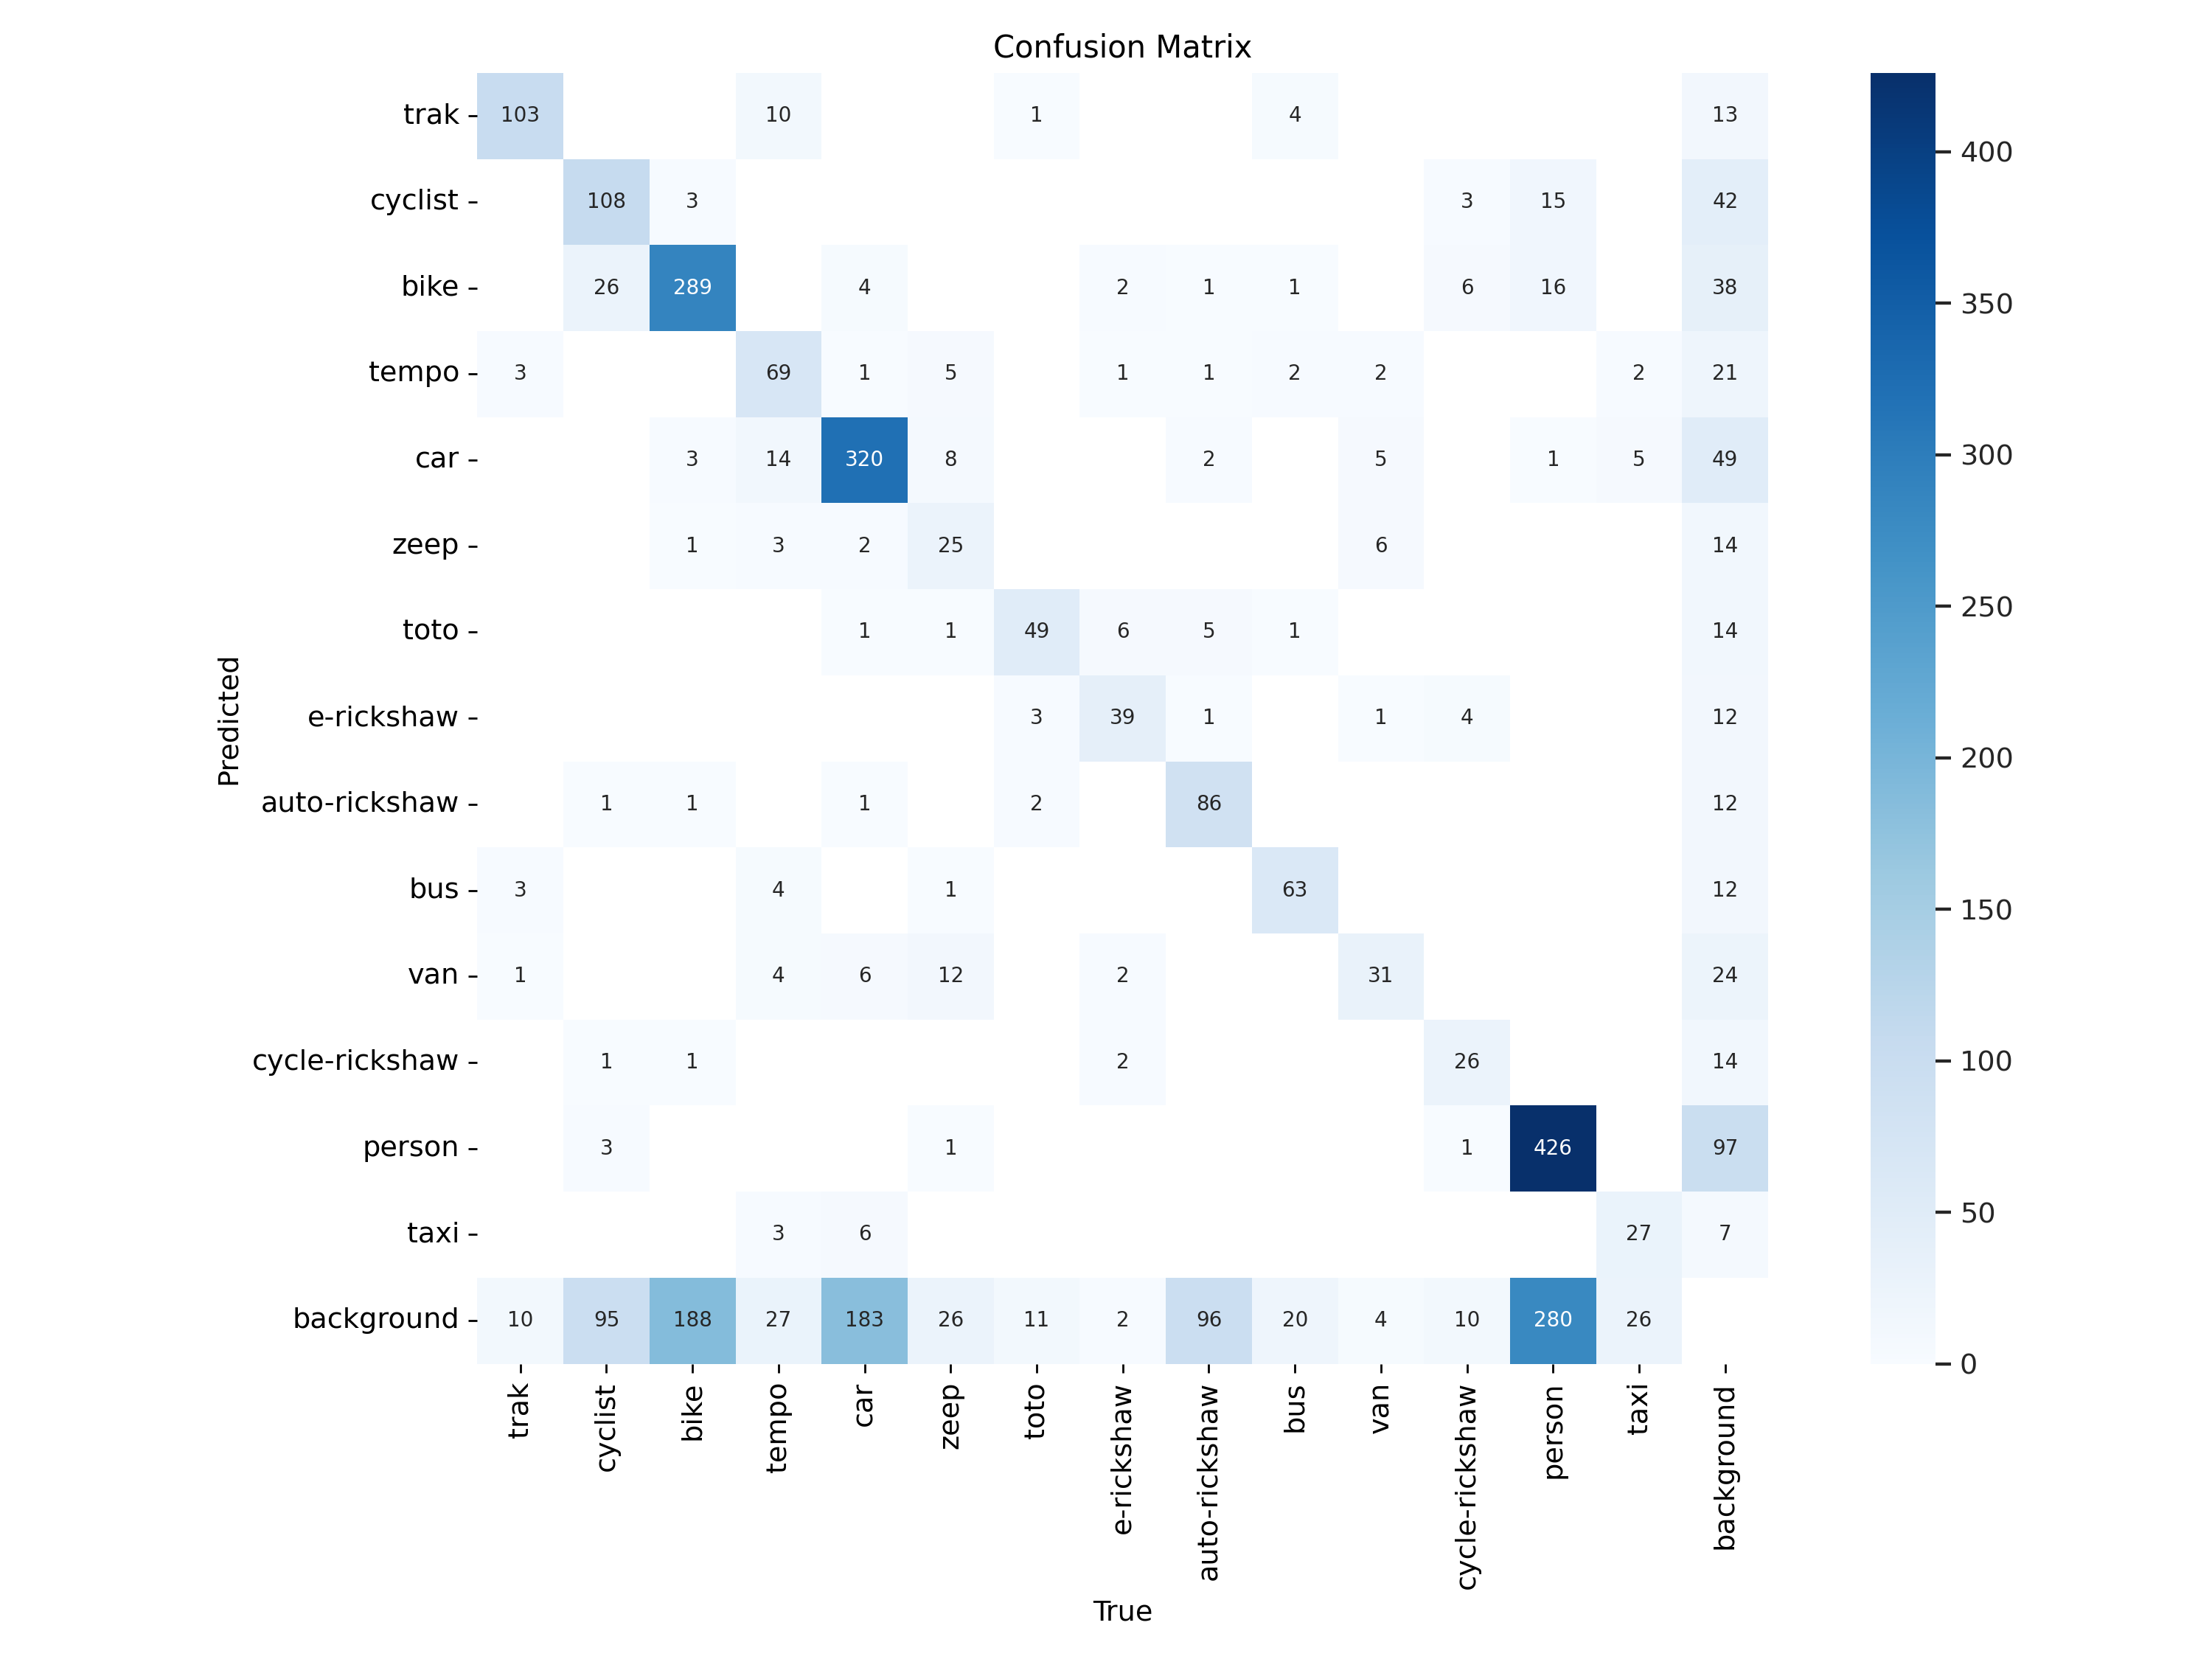 Confusion Matrix
trak 103 10 1 4 13
cyclist 108 3 3 15 42
bike 26 289 4 2 1 1 6 16 38
tempo 3 69 1 5 1 1 2 2 2 21
car 3 14 320 8 2 5 1 5 49
zeep 1 3 2 25 6 14
toto 1 1 49 6 5 1 14
e-rickshaw 3 39 1 1 4 12
auto-rickshaw 1 1 1 2 86 12
bus 3 4 1 63 12
van 1 4 6 12 2 31 24
cycle-rickshaw 1 1 2 26 14
person 3 1 1 426 97
taxi 3 6 27 7
background 10 95 188 27 183 26 11 2 96 20 4 10 280 26
trak cyclist bike tempo car zeep toto e-rickshaw auto-rickshaw bus van cycle-rickshaw person taxi background
True
Predicted
400
350
300
250
200
150
100
50
0